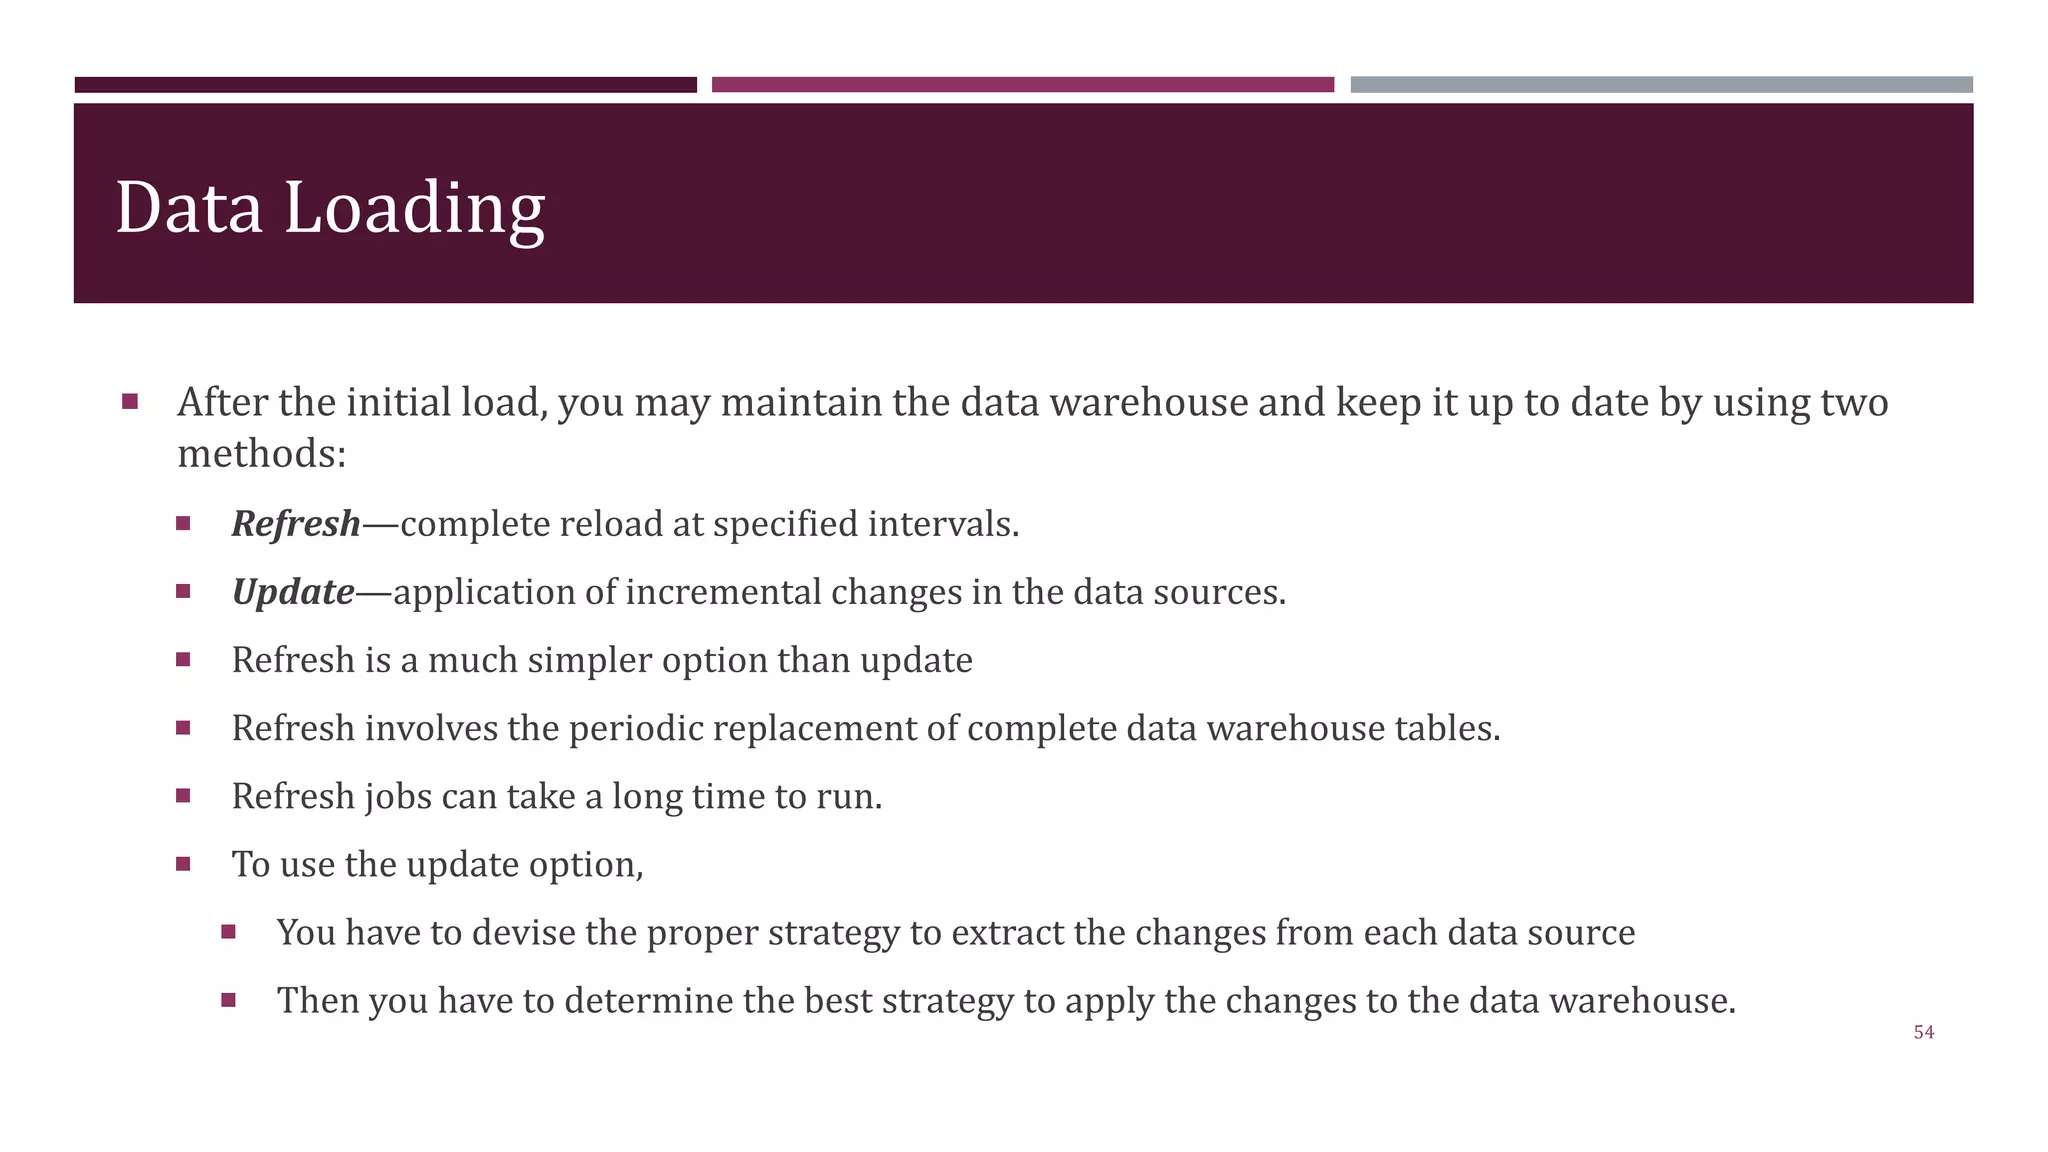 Data Loading
After the initial load, you may maintain the data warehouse and keep it up to date by using two
methods:
Refresh—complete reload at specified intervals.
Update—application of incremental changes in the data sources.
Refresh is a much simpler option than update
Refresh involves the periodic replacement of complete data warehouse tables.
Refresh jobs can take a long time to run.
To use the update option,
You have to devise the proper strategy to extract the changes from each data source
Then you have to determine the best strategy to apply the changes to the data warehouse.
54